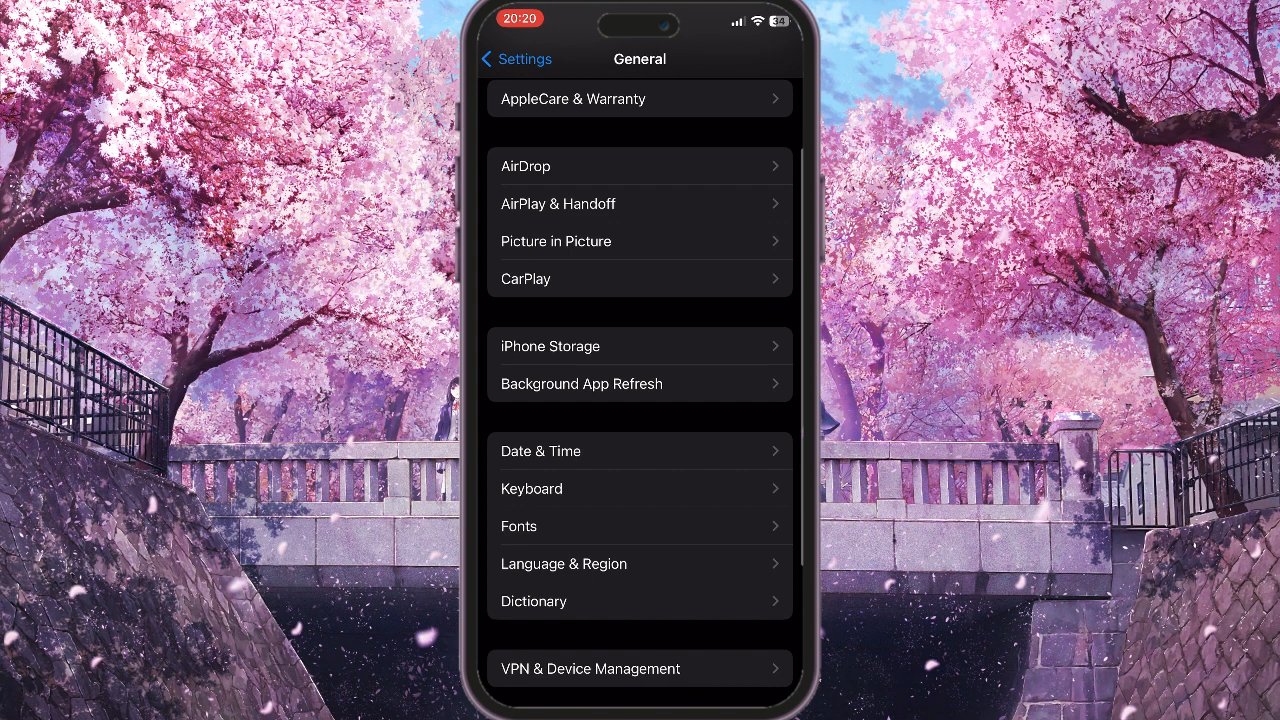 20:20
34
Settings
General
AppleCare & Warranty
AirDrop
AirPlay & Handoff
Picture in Picture
CarPlay
iPhone Storage
Background App Refresh
Date & Time
Keyboard
Fonts
Language & Region
Dictionary
VPN & Device Management